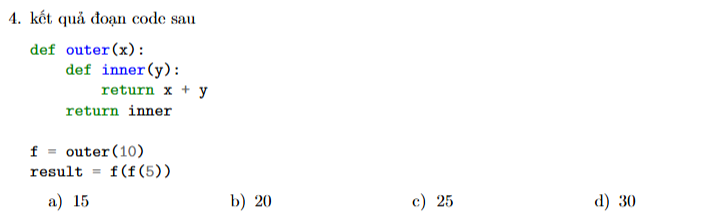 4. kết quả đoạn code sau
def outer(x):
    def inner(y):
        return x + y
    return inner

f = outer(10)
result = f(f(5))
a) 15 b) 20 c) 25 d) 30